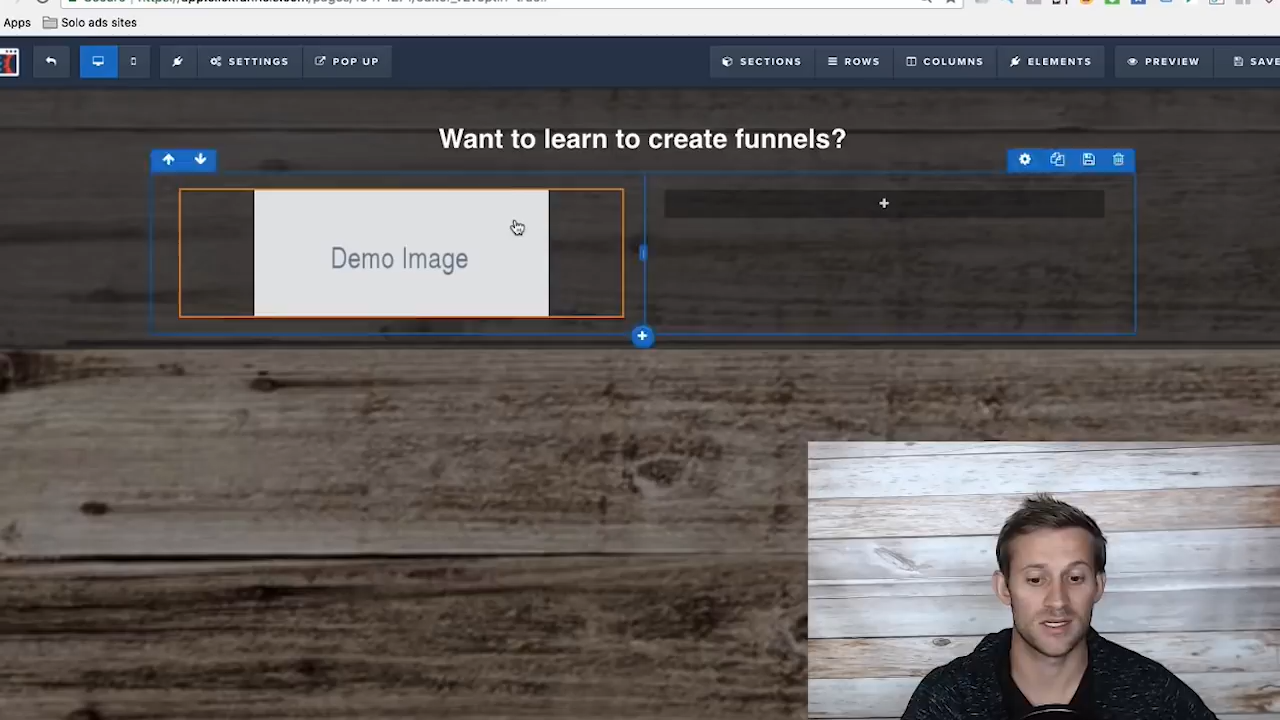 Apps Solo ads sites
SETTINGS POP UP SECTIONS ROWS COLUMNS ELEMENTS PREVIEW SAVE
Want to learn to create funnels?
Demo Image